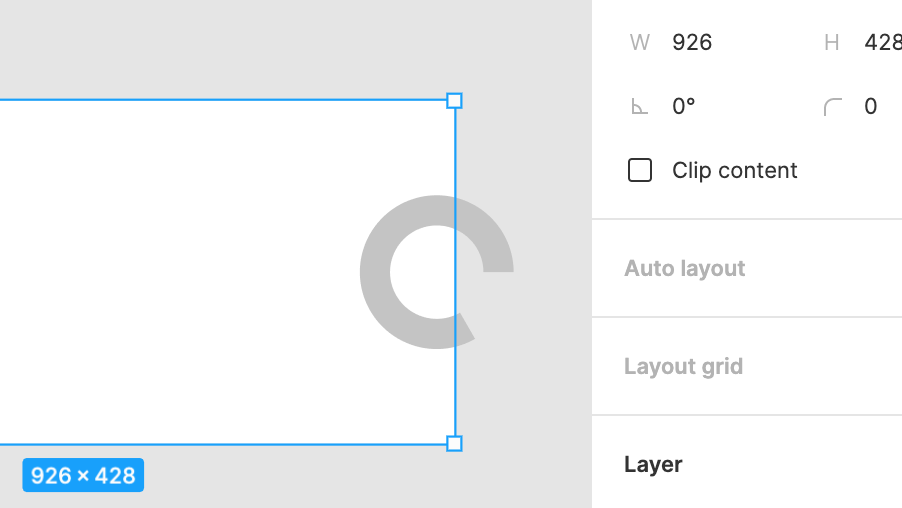 W 926 H 428
0° 0
Clip content
Auto layout
Layout grid
Layer
926 × 428